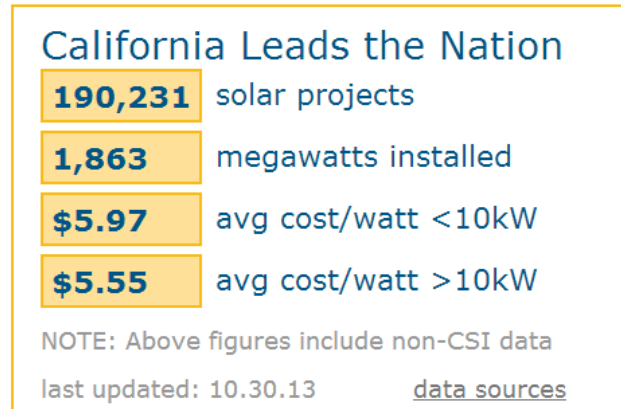 California Leads the Nation
190,231 solar projects
1,863 megawatts installed
$5.97 avg cost/watt <10kW
$5.55 avg cost/watt >10kW
NOTE: Above figures include non-CSI data
last updated: 10.30.13 data sources